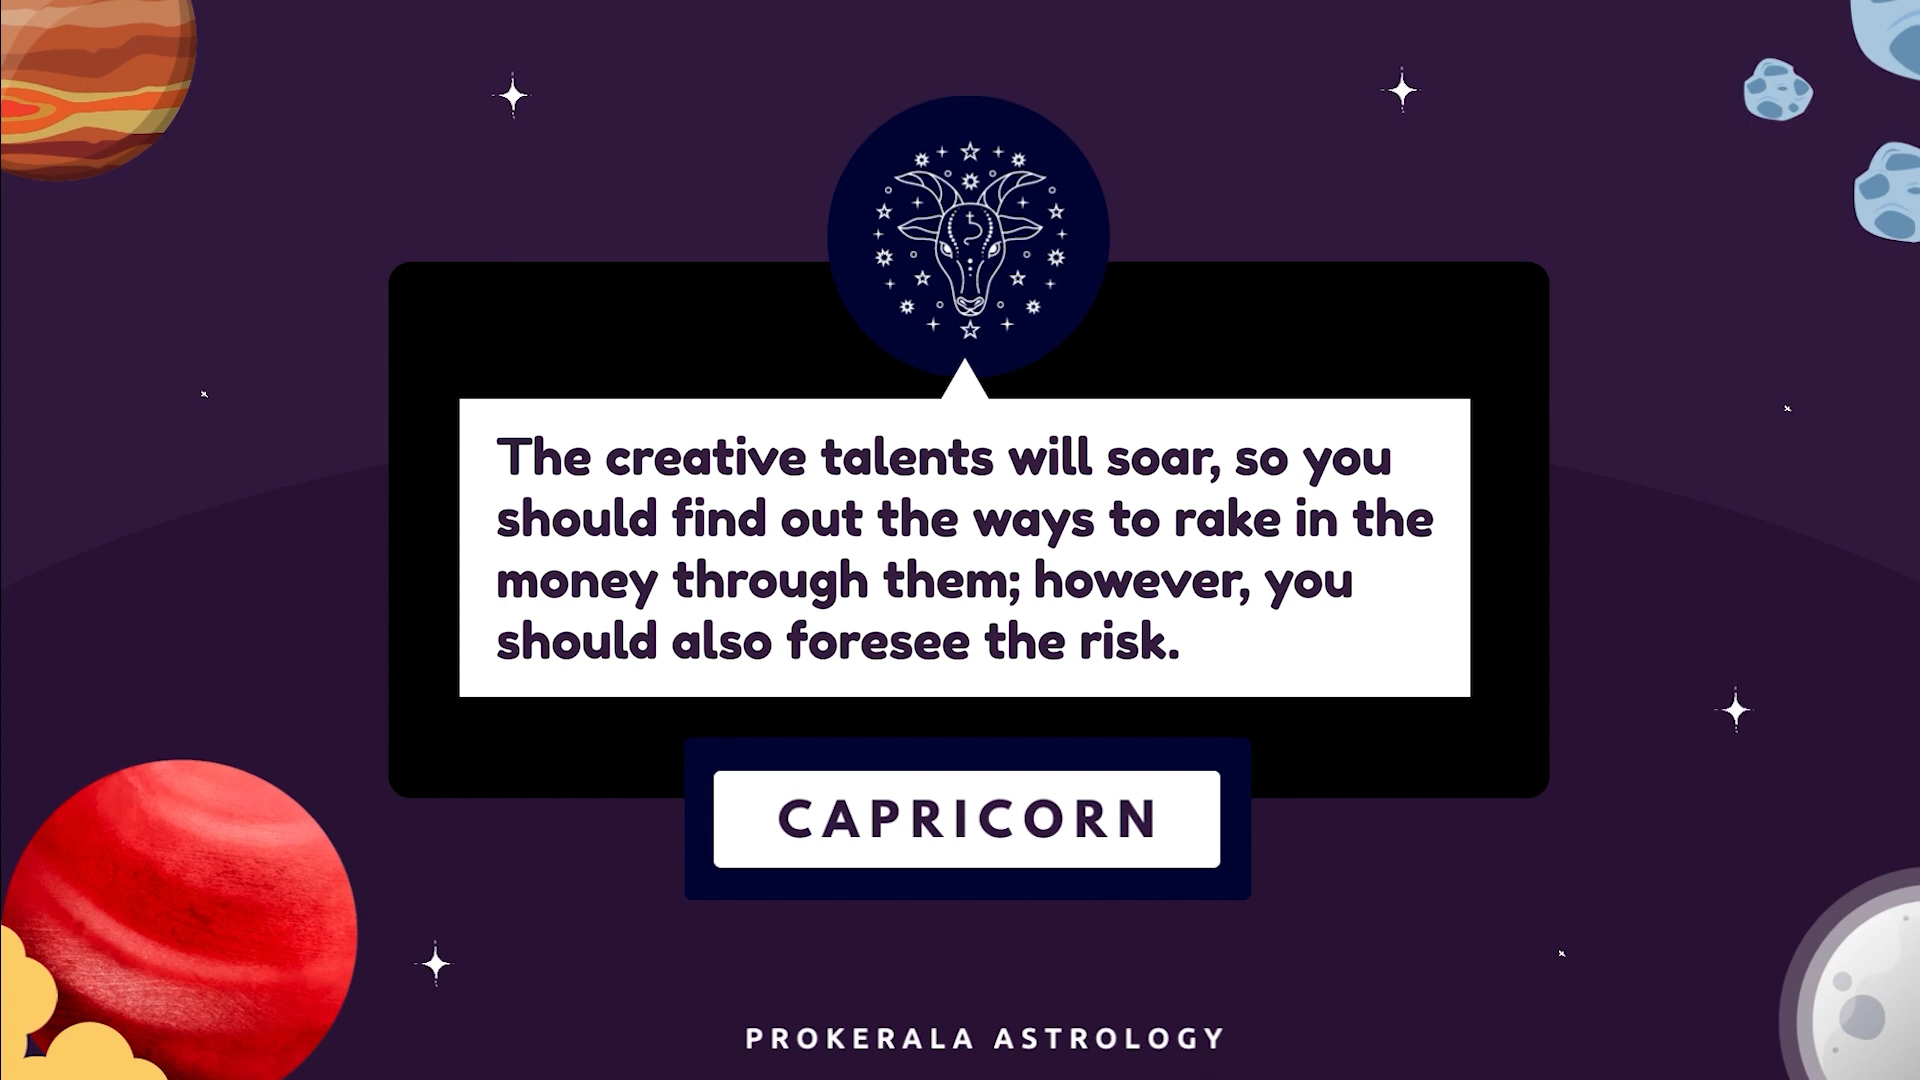 The creative talents will soar, so you
should find out the ways to rake in the
money through them; however, you
should also foresee the risk.
CAPRICORN
PROKERALA ASTROLOGY